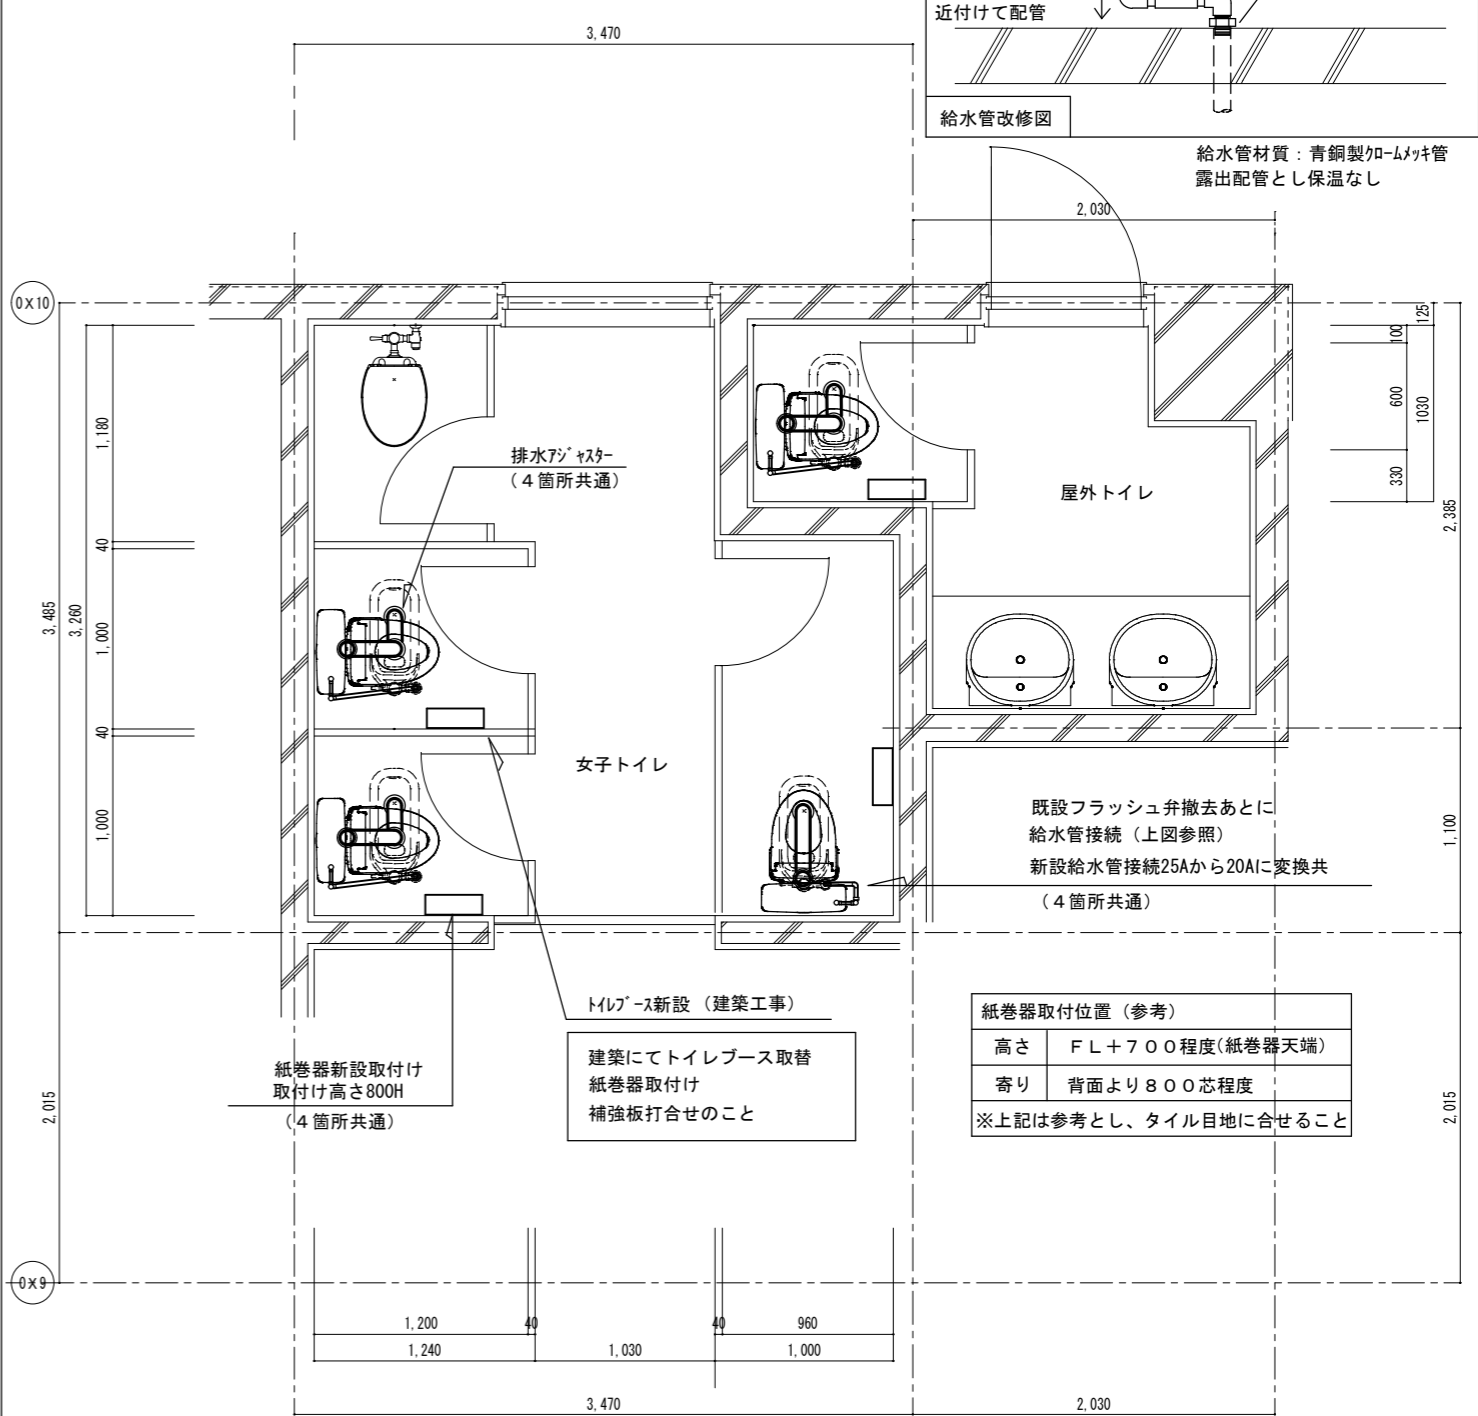 近付けて配管
給水管改修図
給水管材質：青銅製ｸﾛｰﾑﾒｯｷ管
露出配管とし保温なし
3,470
2,030
0X10
125
100
600
1030
330
2,385
1,180
40
3,485
3,260
1,000
40
1,000
1,100
排水ｱｼﾞｬｽﾀｰ
（４箇所共通）
屋外トイレ
女子トイレ
既設フラッシュ弁撤去あとに
給水管接続（上図参照）
新設給水管接続25Aから20Aに変換共
（４箇所共通）
ﾄｲﾚﾌﾞｰｽ新設（建築工事）
建築にてトイレブース取替
紙巻器取付け
補強板打合せのこと
紙巻器新設取付け
取付け高さ800H
（４箇所共通）
紙巻器取付位置（参考）
高さ ＦＬ＋７００程度(紙巻器天端)
寄り 背面より８００芯程度
※上記は参考とし、タイル目地に合せること
2,015
2,015
0X9
1,200
40
40
960
1,240
1,030
1,000
3,470
2,030